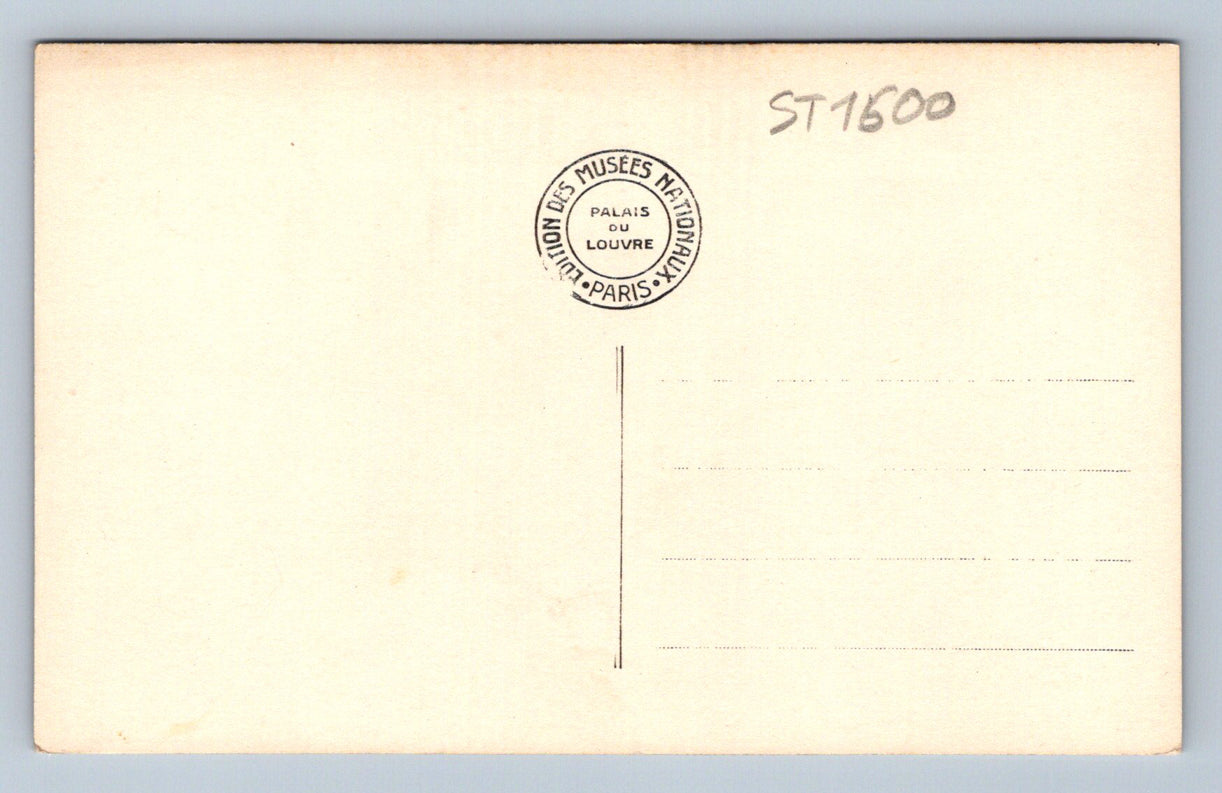 ST1600
EDITION DES MUSÉES NATIONAUX
PALAIS
DU
LOUVRE
• PARIS •